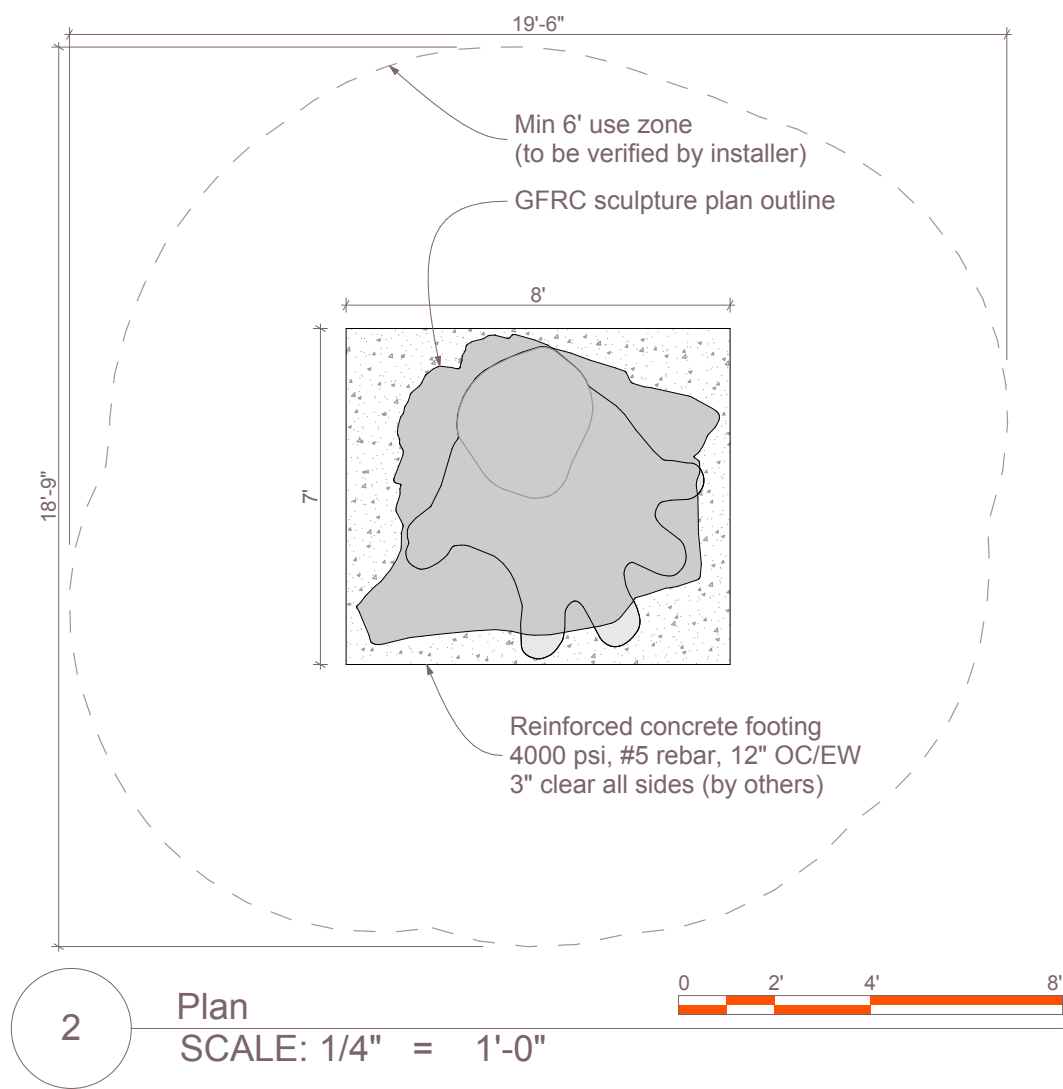 19'-6"
Min 6' use zone
(to be verified by installer)
GFRC sculpture plan outline
8'
18'-9"
7'
Reinforced concrete footing
4000 psi, #5 rebar, 12" OC/EW
3" clear all sides (by others)
0 2' 4' 8'
2
Plan
SCALE: 1/4" = 1'-0"